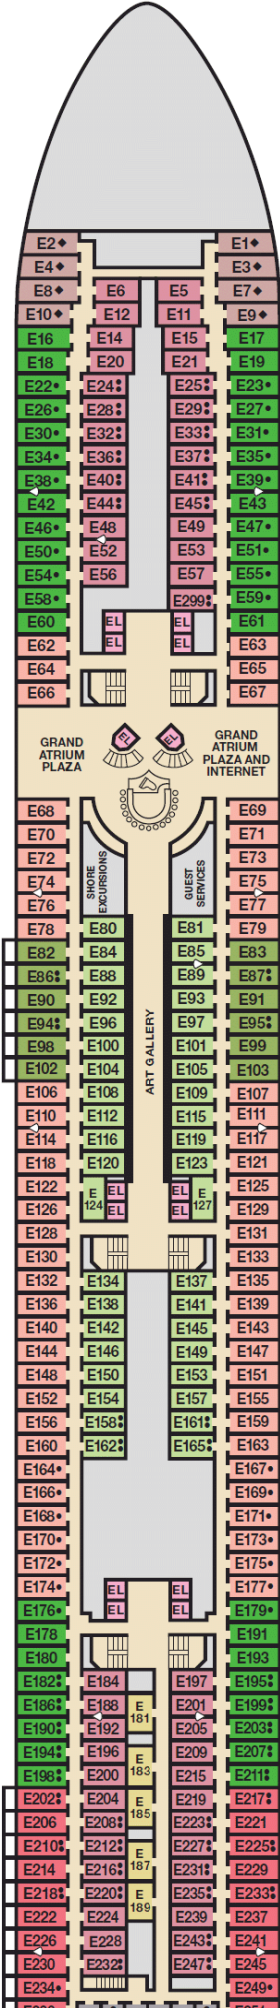 E2◆ E1◆
E4◆ E3◆
E8◆ E6 E5 E7◆
E10◆ E12 E11 E9◆
E16 E14 E15 E17
E18 E20 E21 E19
E22• E24: E25: E23•
E26• E28: E29: E27•
E30• E32: E33: E31•
E34• E36: E37: E35•
E38• E40: E41: E39•
E42 E44: E45: E43
E46• E48 E49 E47•
E50• E52 E53 E51•
E54• E56 E57 E55•
E58• E299: E59•
E60 EL EL E61
E62 EL EL E63
E64 E65
E66 E67
GRAND
ATRIUM
PLAZA
EL EL
GRAND
ATRIUM
PLAZA AND
INTERNET
E68 E69
E70 E71
E72 E73
E74 E75
E76 E77
SHORE
EXCURSIONS
GUEST
SERVICES
E78 E80 E81 E79
E82 E84 E85 E83
E86: E88 E89 E87:
E90 E92 E93 E91
E94: E96 E97 E95:
E98 E100 E101 E99
E102 E104 E105 E103
ART GALLERY
E106 E108 E109 E107
E110 E112 E115 E111
E114 E116 E119 E117
E118 E120 E123 E121
E122 E
124 EL EL E
127 E125
E126 EL EL E129
E128 E131
E130 E133
E132 E134 E137 E135
E136 E138 E141 E139
E140 E142 E145 E143
E144 E146 E149 E147
E148 E150 E153 E151
E152 E154 E157 E155
E156 E158: E161: E159
E160 E162: E165: E163
E164• E167•
E166• E169•
E168• E171•
E170• E173•
E172• E175•
E174• EL EL E177•
E176• EL EL E179•
E178 E191
E180 E193
E182: E184 E197 E195:
E186: E188 E
181 E201 E199:
E190: E192 E205 E203:
E194: E196 E
183 E209 E207:
E198: E200 E215 E211:
E202: E204 E
185 E219 E217:
E206 E208: E223: E221
E210: E212: E227: E225:
E214 E216: E
187 E231: E229
E218: E220: E235: E233:
E222 E224 E
189 E239 E237
E226 E228 E243: E241
E230 E232: E247: E245
E234• E249•